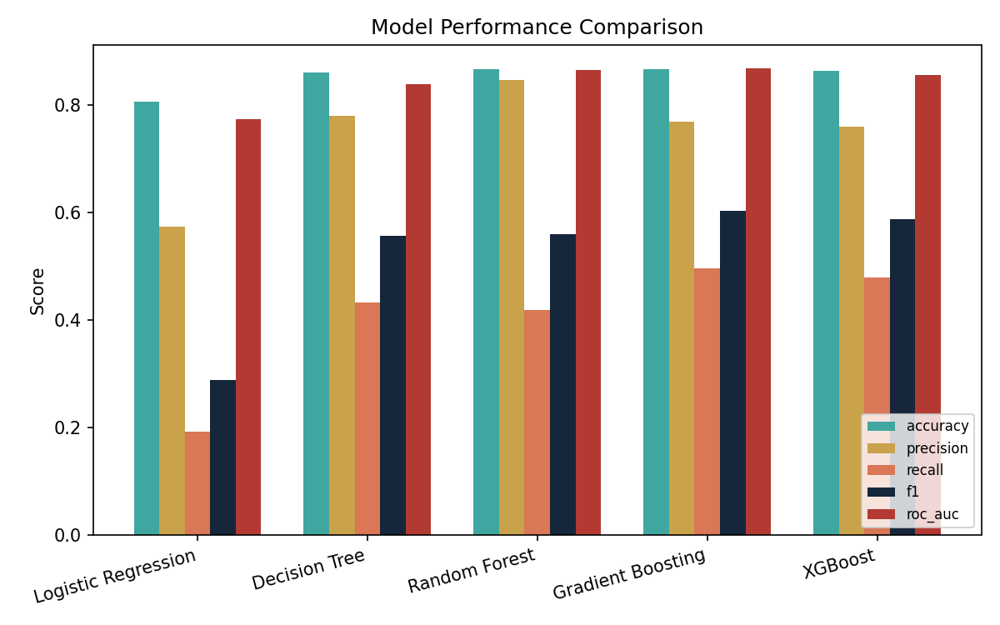 Model Performance Comparison
Score
0.8
0.6
0.4
0.2
0.0
accuracy
precision
recall
f1
roc_auc
Logistic Regression
Decision Tree
Random Forest
Gradient Boosting
XGBoost